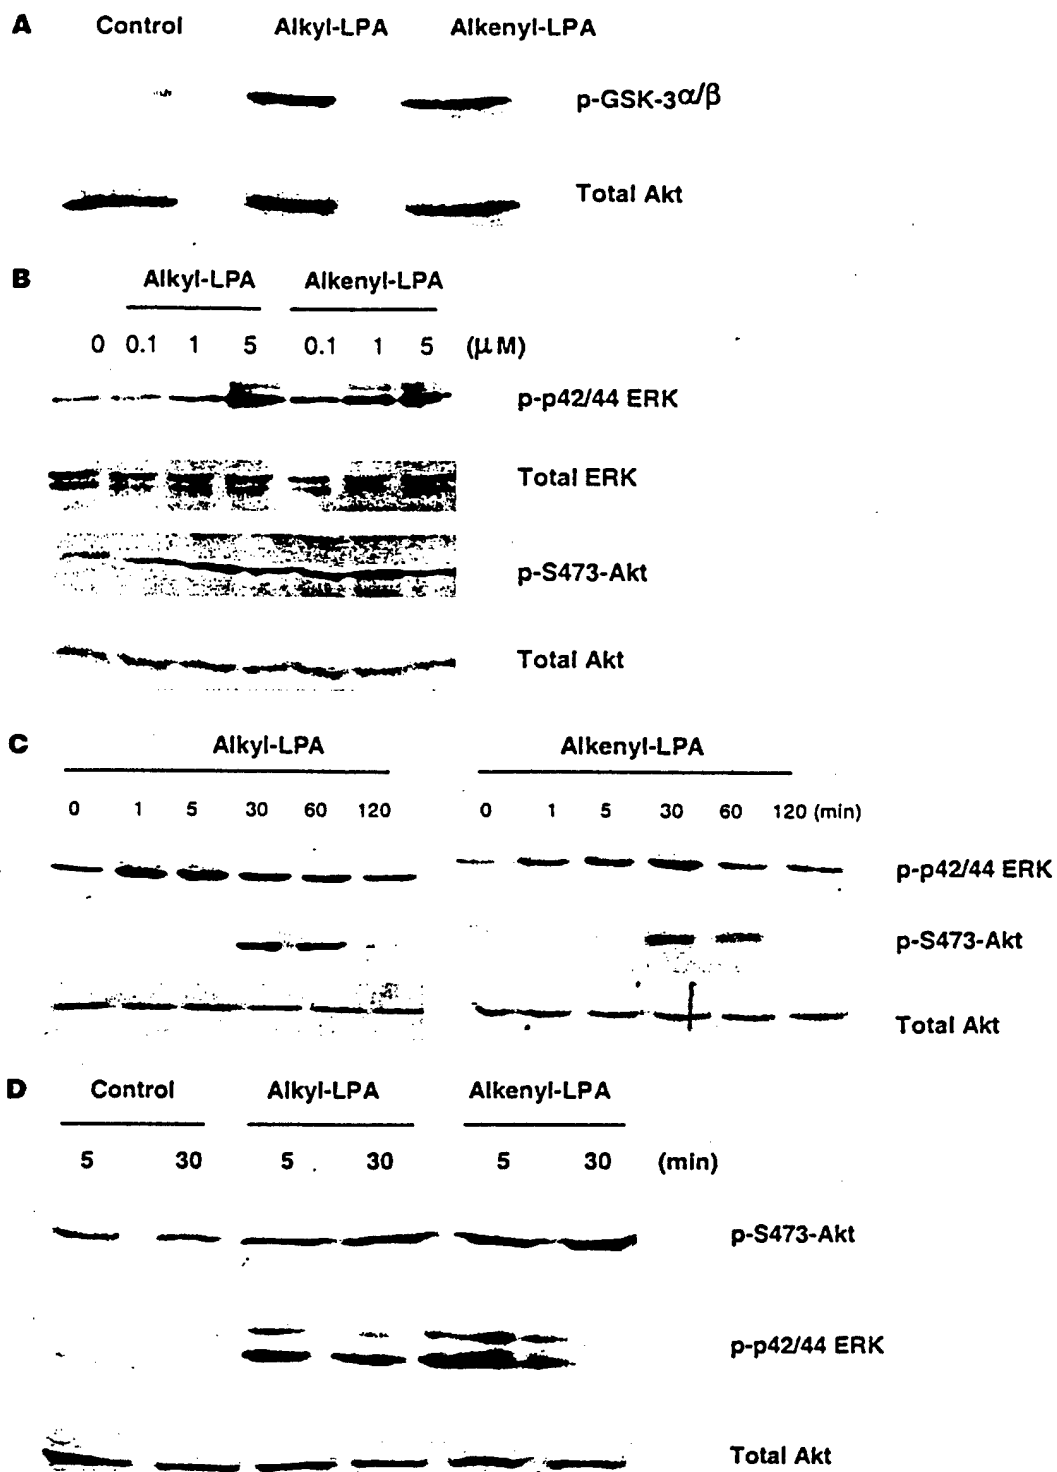 A Control Alkyl-LPA Alkenyl-LPA
p-GSK-3α/β
Total Akt
B Alkyl-LPA Alkenyl-LPA
0 0.1 1 5 0.1 1 5 (μM)
p-p42/44 ERK
Total ERK
p-S473-Akt
Total Akt
C Alkyl-LPA Alkenyl-LPA
0 1 5 30 60 120 0 1 5 30 60 120 (min)
p-p42/44 ERK
p-S473-Akt
Total Akt
D Control Alkyl-LPA Alkenyl-LPA
5 30 5 30 5 30 (min)
p-S473-Akt
p-p42/44 ERK
Total Akt